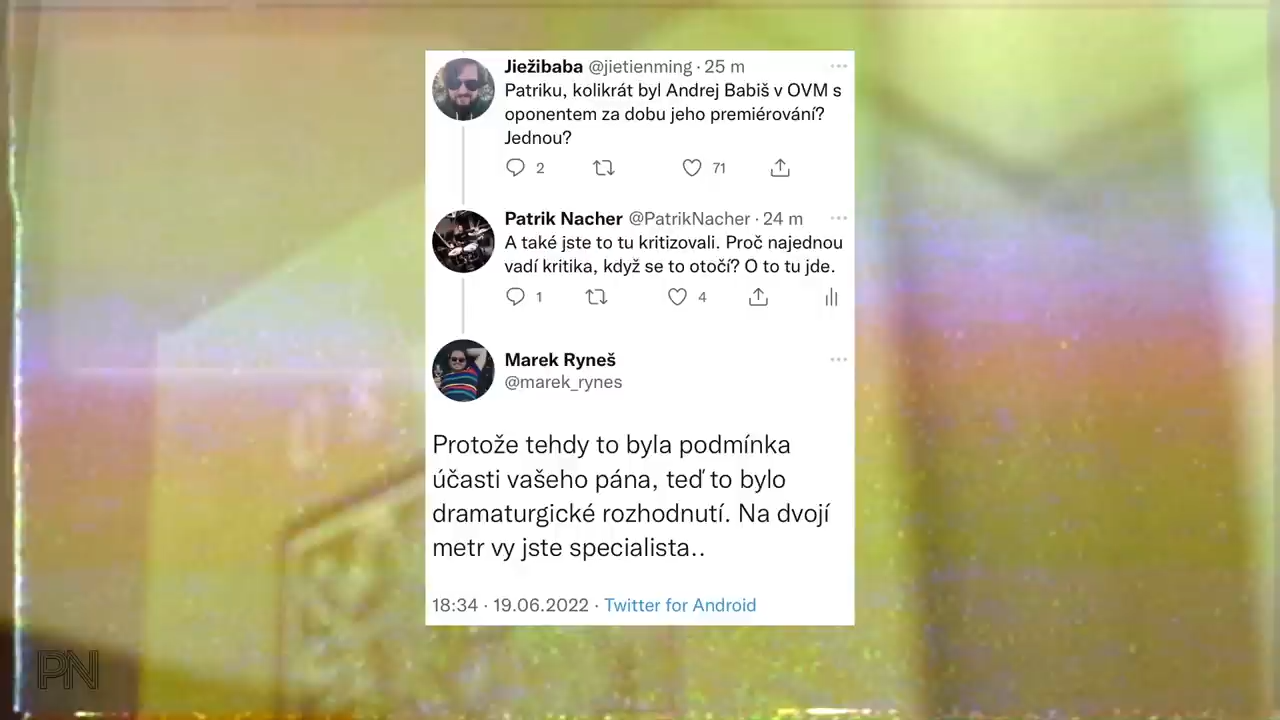 Jiežibaba @jietienming · 25 m
Patriku, kolikrát byl Andrej Babiš v OVM s
oponentem za dobu jeho premiérování?
Jednou?
2 71
Patrik Nacher @PatrikNacher · 24 m
A také jste to tu kritizovali. Proč najednou
vadí kritika, když se to otočí? O to tu jde.
1 4
Marek Ryneš
@marek_rynes
Protože tehdy to byla podmínka
účasti vašeho pána, teď to bylo
dramaturgické rozhodnutí. Na dvojí
metr vy jste specialista..
18:34 · 19.06.2022 · Twitter for Android
PN